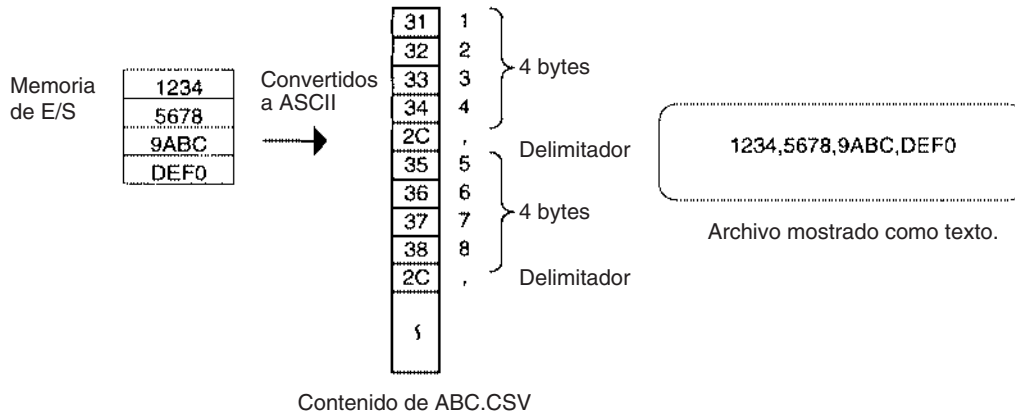 Memoria
de E/S
1234
5678
9ABC
DEF0
Convertidos
a ASCII
31 1
32 2
33 3
34 4
2C ,
35 5
36 6
37 7
38 8
2C ,
4 bytes
Delimitador
4 bytes
Delimitador
Contenido de ABC.CSV
1234,5678,9ABC,DEF0
Archivo mostrado como texto.